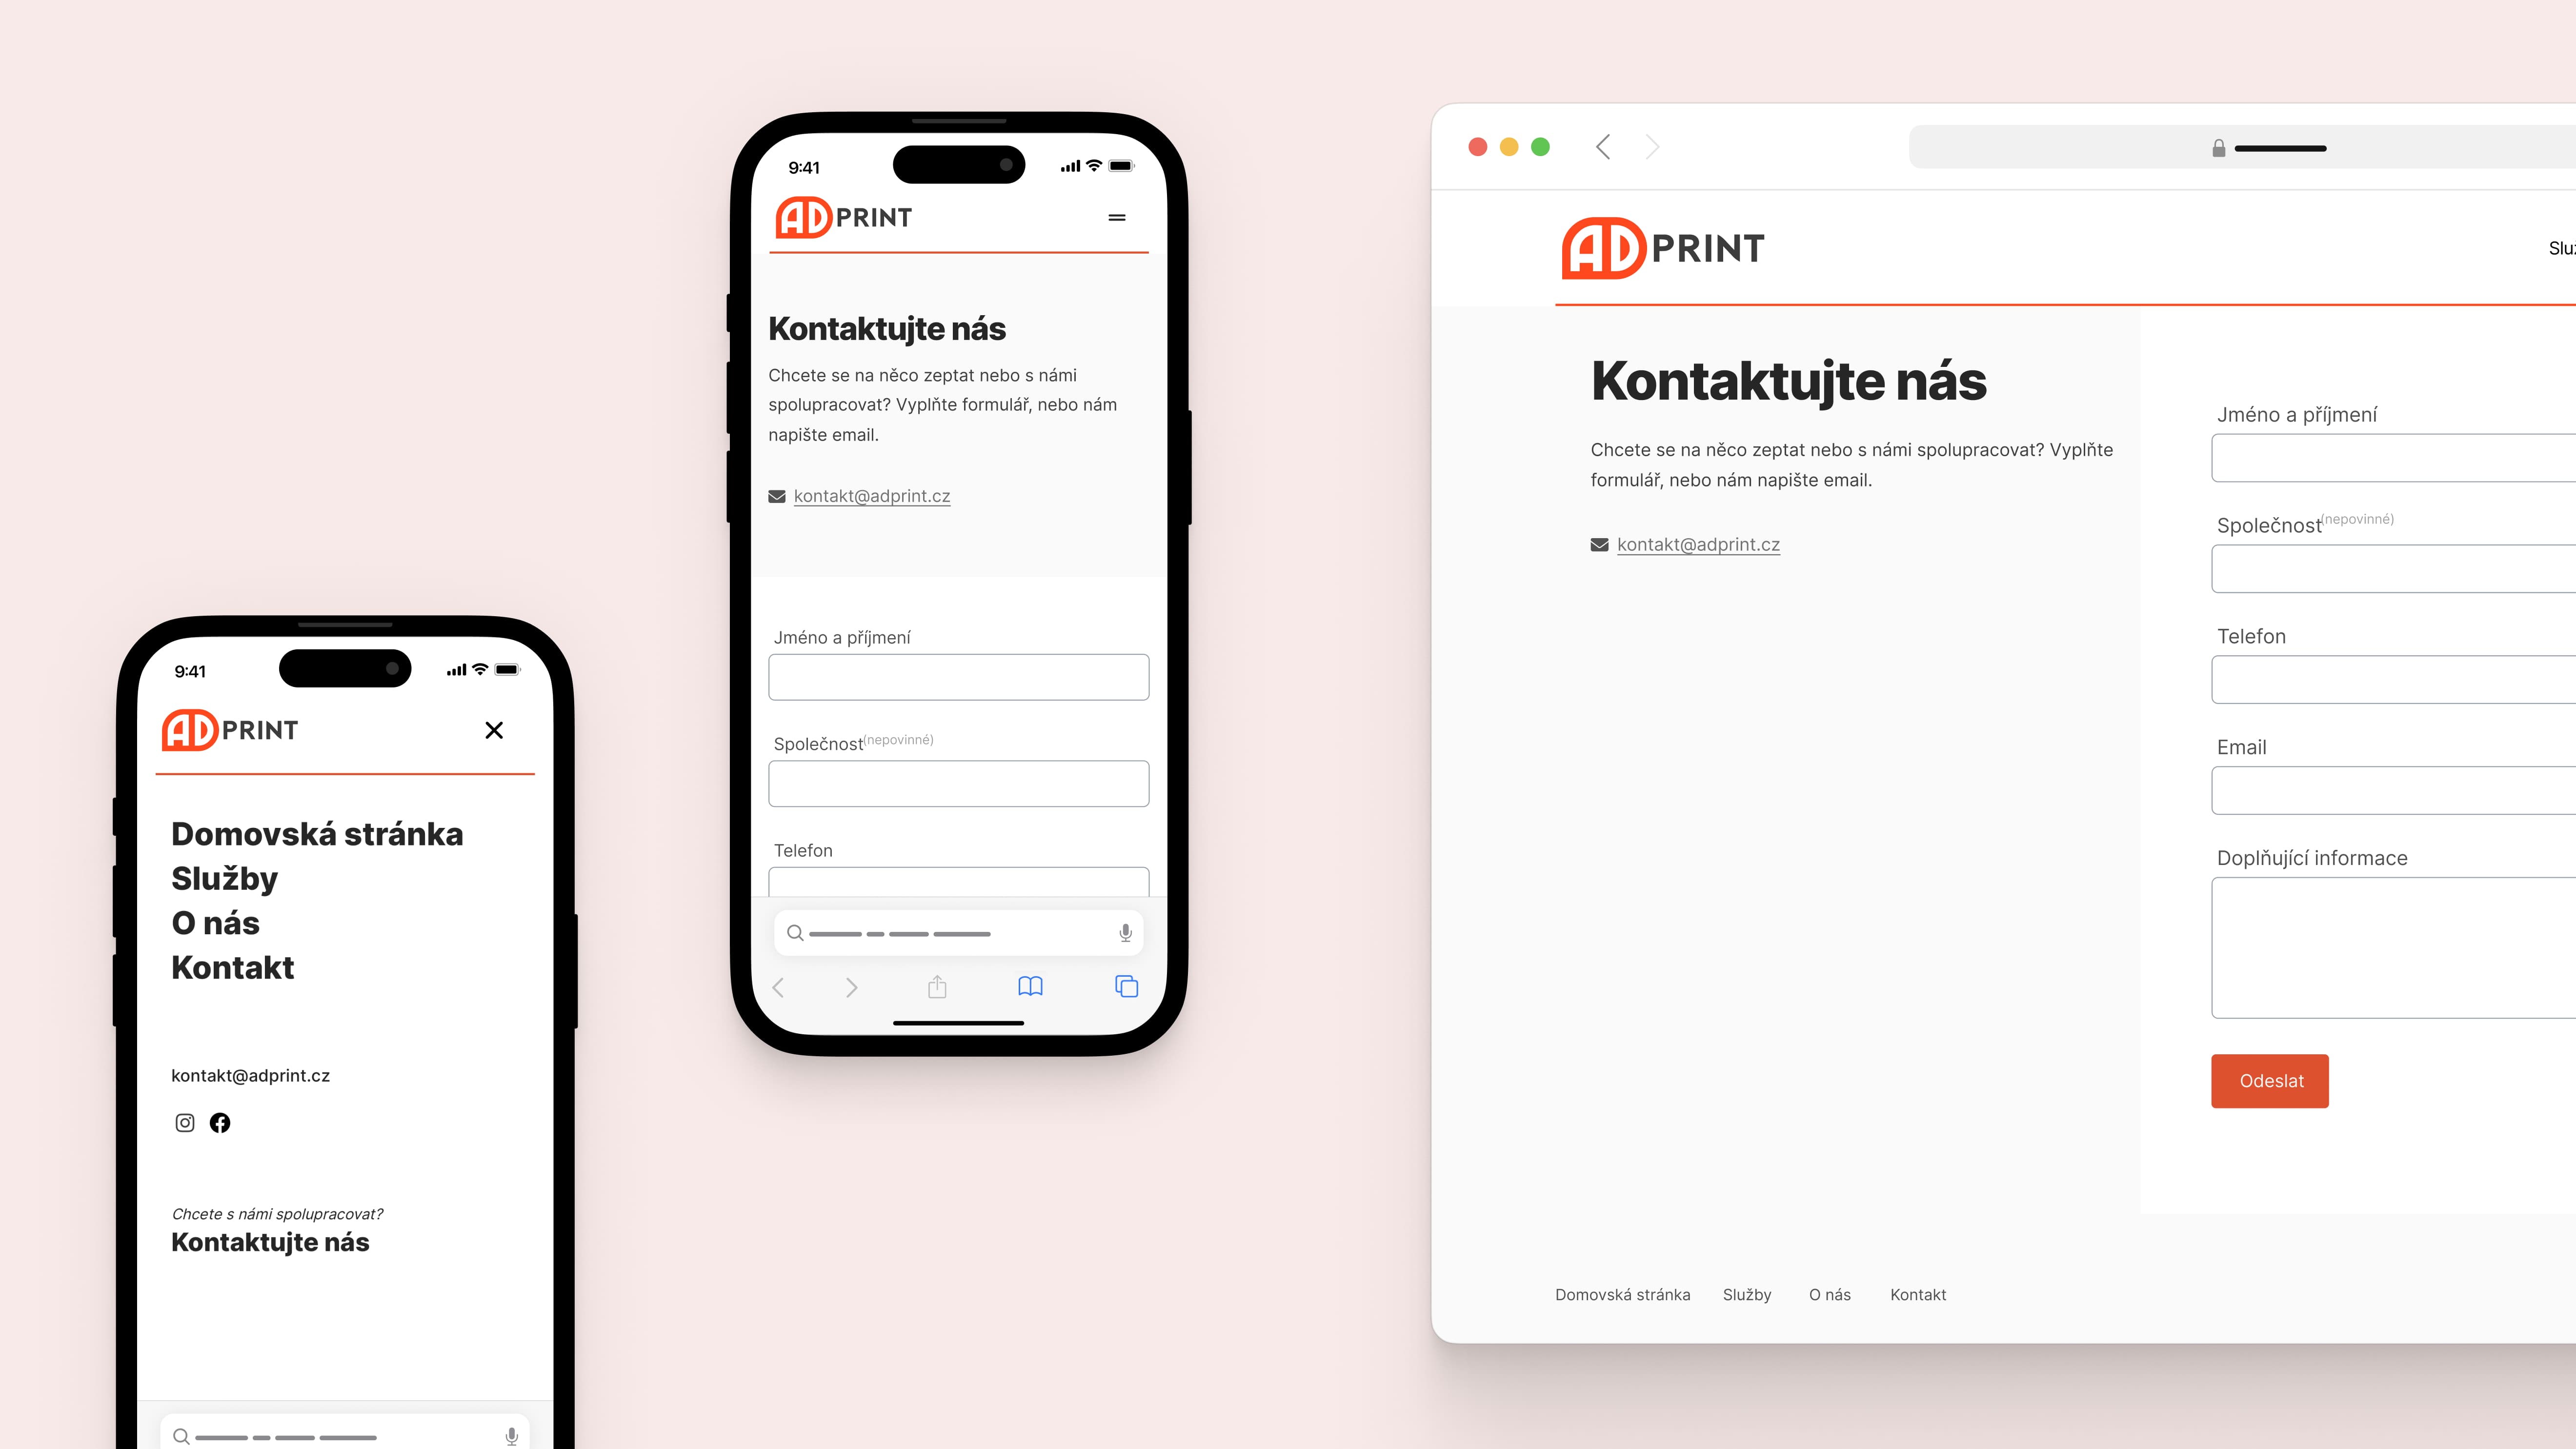 9:41
AD PRINT
Domovská stránka
Služby
O nás
Kontakt
kontakt@adprint.cz
Chcete s námi spolupracovat?
Kontaktujte nás
9:41
AD PRINT
Kontaktujte nás
Chcete se na něco zeptat nebo s námi
spolupracovat? Vyplňte formulář, nebo nám
napište email.
kontakt@adprint.cz
Jméno a příjmení
Společnost(nepovinné)
Telefon
AD PRINT
Kontaktujte nás
Chcete se na něco zeptat nebo s námi spolupracovat? Vyplňte
formulář, nebo nám napište email.
kontakt@adprint.cz
Jméno a příjmení
Společnost(nepovinné)
Telefon
Email
Doplňující informace
Odeslat
Domovská stránka Služby O nás Kontakt